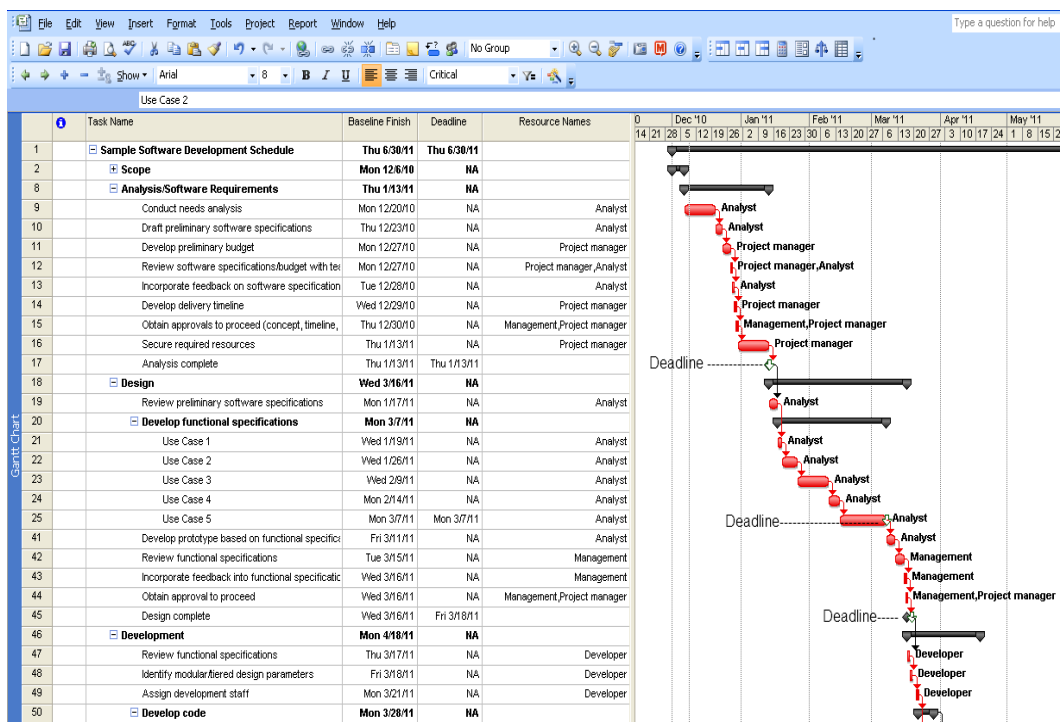 File Edit View Insert Format Tools Project Report Window Help Type a question for help
No Group
Show Arial 8 B I U Critical
Use Case 2
Task Name Baseline Finish Deadline Resource Names 0 Dec '10 Jan '11 Feb '11 Mar '11 Apr '11 May '11
14 21 28 5 12 19 26 2 9 16 23 30 6 13 20 27 6 13 20 27 3 10 17 24 1 8 15
1 Sample Software Development Schedule Thu 6/30/11 Thu 6/30/11
2 Scope Mon 12/6/10 NA
8 Analysis/Software Requirements Thu 1/13/11 NA
9 Conduct needs analysis Mon 12/20/10 NA Analyst Analyst
10 Draft preliminary software specifications Thu 12/23/10 NA Analyst Analyst
11 Develop preliminary budget Mon 12/27/10 NA Project manager Project manager
12 Review software specifications/budget with Mon 12/27/10 NA Project manager,Analyst Project manager,Analyst
13 Incorporate feedback on software specification Tue 12/28/10 NA Analyst Analyst
14 Develop delivery timeline Wed 12/29/10 NA Project manager Project manager
15 Obtain approvals to proceed (concept, timeline, Thu 12/30/10 NA Management,Project manager Management,Project manager
16 Secure required resources Thu 1/13/11 NA Project manager Project manager
17 Analysis complete Thu 1/13/11 Thu 1/13/11 Deadline
18 Design Wed 3/16/11 NA
19 Review preliminary software specifications Mon 1/17/11 NA Analyst Analyst
20 Develop functional specifications Mon 3/7/11 NA
21 Use Case 1 Wed 1/19/11 NA Analyst Analyst
22 Use Case 2 Wed 1/26/11 NA Analyst Analyst
23 Use Case 3 Wed 2/9/11 NA Analyst Analyst
24 Use Case 4 Mon 2/14/11 NA Analyst Analyst
25 Use Case 5 Mon 3/7/11 Mon 3/7/11 Analyst Deadline Analyst
41 Develop prototype based on functional specific Fri 3/11/11 NA Analyst Analyst
42 Review functional specifications Tue 3/15/11 NA Management Management
43 Incorporate feedback into functional specificatic Wed 3/16/11 NA Management Management
44 Obtain approval to proceed Wed 3/16/11 NA Management,Project manager Management,Project manager
45 Design complete Wed 3/16/11 Fri 3/18/11 Deadline
46 Development Mon 4/18/11 NA
47 Review functional specifications Thu 3/17/11 NA Developer Developer
48 Identify modular/tiered design parameters Fri 3/18/11 NA Developer Developer
49 Assign development staff Mon 3/21/11 NA Developer Developer
50 Develop code Mon 3/28/11 NA
Gantt Chart